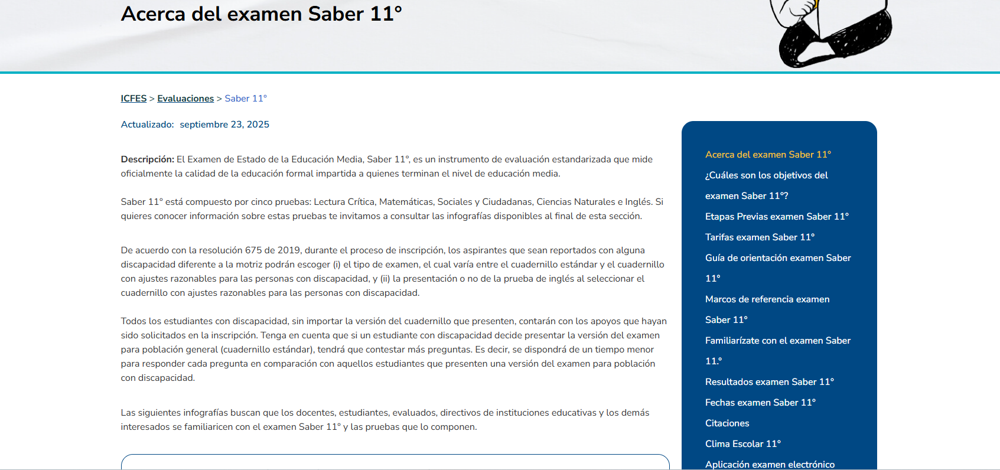 Acerca del examen Saber 11°
ICFES > Evaluaciones > Saber 11°
Actualizado: septiembre 23, 2025
Descripción: El Examen de Estado de la Educación Media, Saber 11°, es un instrumento de evaluación estandarizada que mide
oficialmente la calidad de la educación formal impartida a quienes terminan el nivel de educación media.
Saber 11° está compuesto por cinco pruebas: Lectura Crítica, Matemáticas, Sociales y Ciudadanas, Ciencias Naturales e Inglés. Si
quieres conocer información sobre estas pruebas te invitamos a consultar las infografías disponibles al final de esta sección.
De acuerdo con la resolución 675 de 2019, durante el proceso de inscripción, los aspirantes que sean reportados con alguna
discapacidad diferente a la motriz podrán escoger (i) el tipo de examen, el cual varía entre el cuadernillo estándar y el cuadernillo
con ajustes razonables para las personas con discapacidad, y (ii) la presentación o no de la prueba de inglés al seleccionar el
cuadernillo con ajustes razonables para las personas con discapacidad.
Todos los estudiantes con discapacidad, sin importar la versión del cuadernillo que presenten, contarán con los apoyos que hayan
sido solicitados en la inscripción. Tenga en cuenta que si un estudiante con discapacidad decide presentar la versión del examen
para población general (cuadernillo estándar), tendrá que contestar más preguntas. Es decir, se dispondrá de un tiempo menor
para responder cada pregunta en comparación con aquellos estudiantes que presenten una versión del examen para población
con discapacidad.
Las siguientes infografías buscan que los docentes, estudiantes, evaluados, directivos de instituciones educativas y los demás
interesados se familiaricen con el examen Saber 11° y las pruebas que lo componen.
Acerca del examen Saber 11°
¿Cuáles son los objetivos del
examen Saber 11°?
Etapas Previas examen Saber 11°
Tarifas examen Saber 11°
Guía de orientación examen Saber
11°
Marcos de referencia examen
Saber 11°
Familiarízate con el examen Saber
11.°
Resultados examen Saber 11°
Fechas examen Saber 11°
Citaciones
Clima Escolar 11°
Aplicación examen electrónico